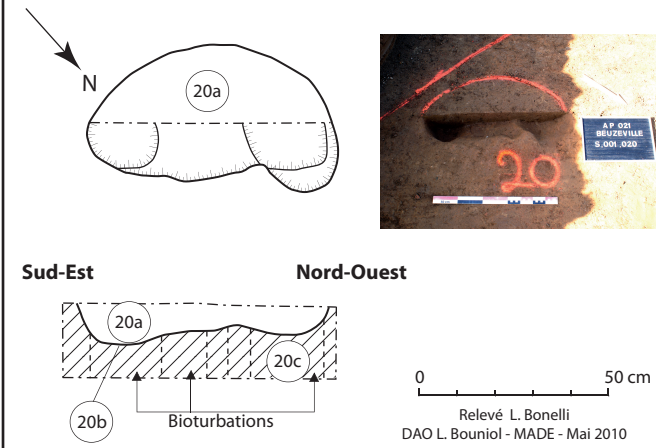 N
20a
AP 021
BEUZEVILLE
S.001.020
20
Sud-Est
Nord-Ouest
20a
20c
20b
Bioturbations
0
50 cm
Relevé L. Bonelli
DAO L. Bouniol - MADE - Mai 2010